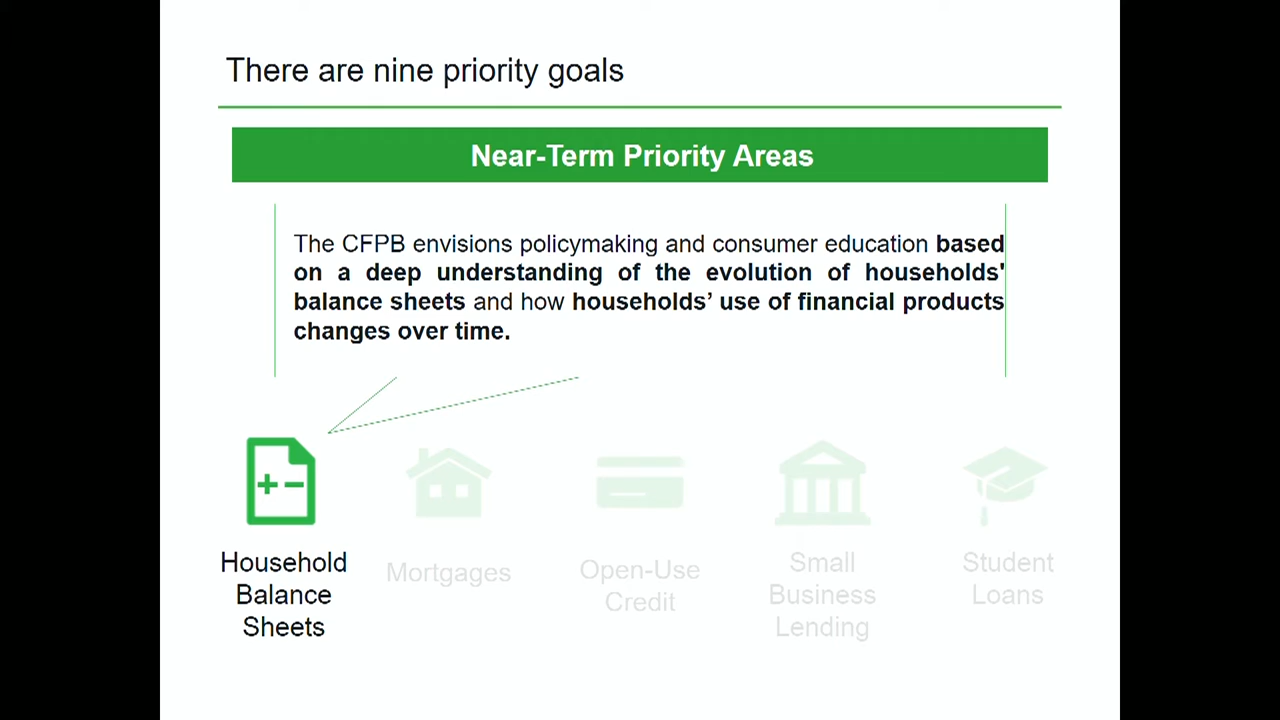 There are nine priority goals
Near-Term Priority Areas
The CFPB envisions policymaking and consumer education based
on a deep understanding of the evolution of households'
balance sheets and how households’ use of financial products
changes over time.
Household
Balance
Sheets
Mortgages
Open-Use
Credit
Small
Business
Lending
Student
Loans